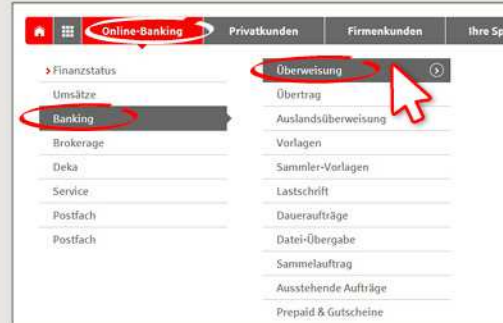 Online-Banking Privatkunden Firmenkunden Ihre Sp
Finanzstatus
Umsätze
Banking
Brokerage
Deka
Service
Postfach
Postfach
Überweisung
Übertrag
Auslandsüberweisung
Vorlagen
Sammler-Vorlagen
Lastschrift
Daueraufträge
Datei-Übergabe
Sammelauftrag
Ausstehende Aufträge
Prepaid & Gutscheine